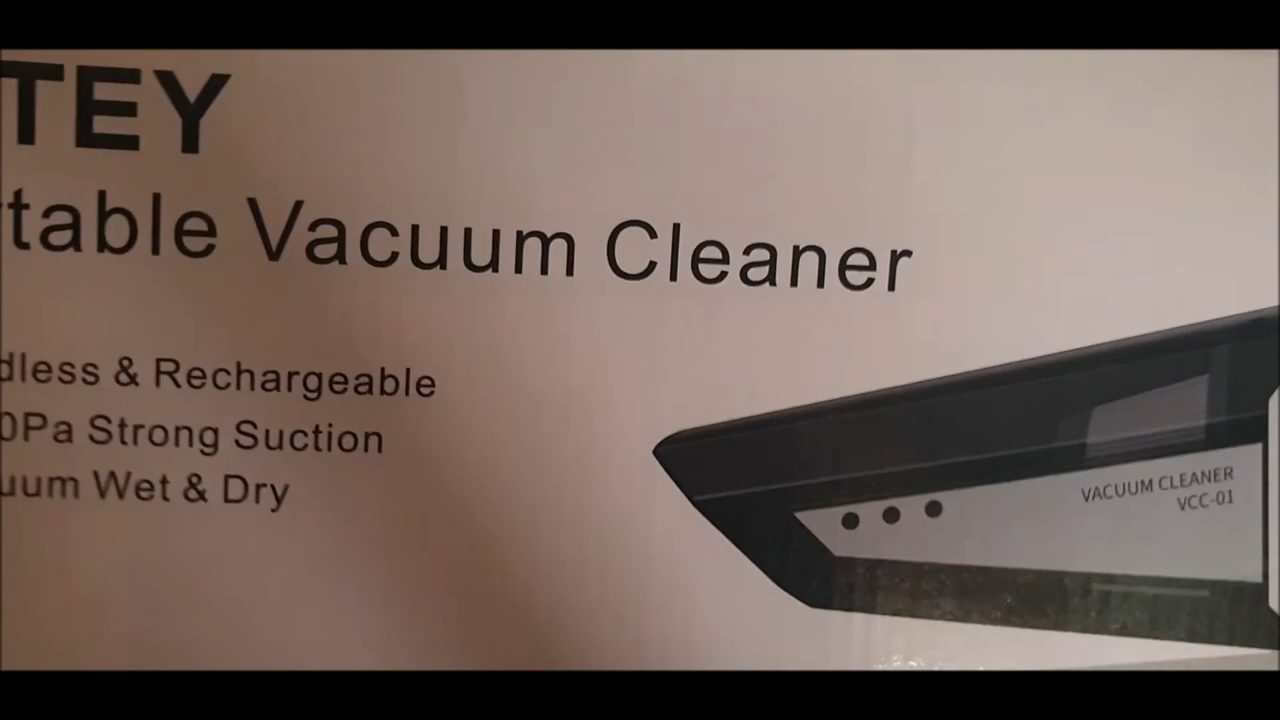 TEY
table Vacuum Cleaner
dless & Rechargeable
0Pa Strong Suction
uum Wet & Dry
VACUUM CLEANER
VCC-01